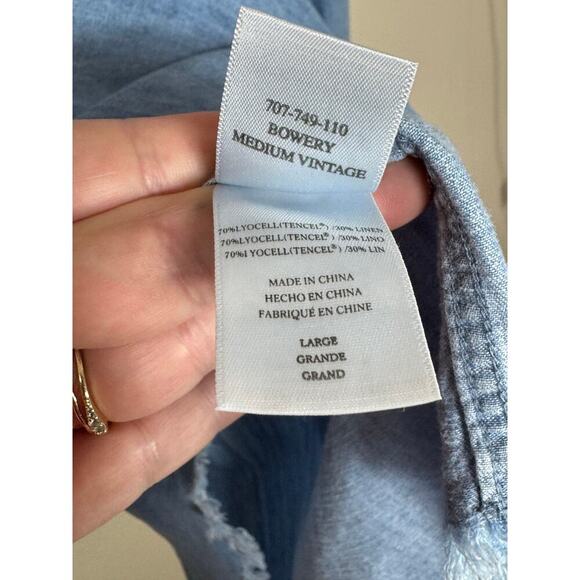 707-749-110
BOWERY
MEDIUM VINTAGE
70%LYOCELL(TENCEL®) /30% LINEN
70%LYOCELL(TENCEL®) /30% LINO
70%LYOCELL(TENCEL®) /30% LIN
MADE IN CHINA
HECHO EN CHINA
FABRIQUÉ EN CHINE
LARGE
GRANDE
GRAND